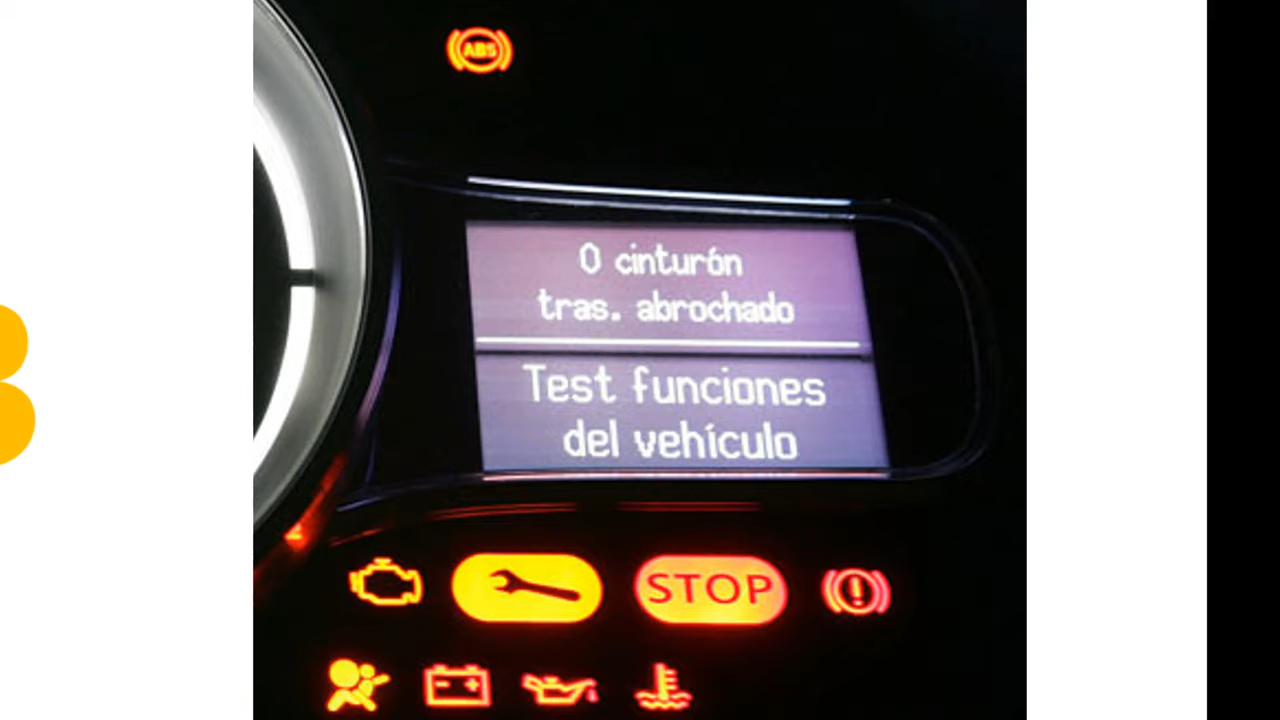 ABS
0 cinturón
tras. abrochado
Test funciones
del vehículo
STOP